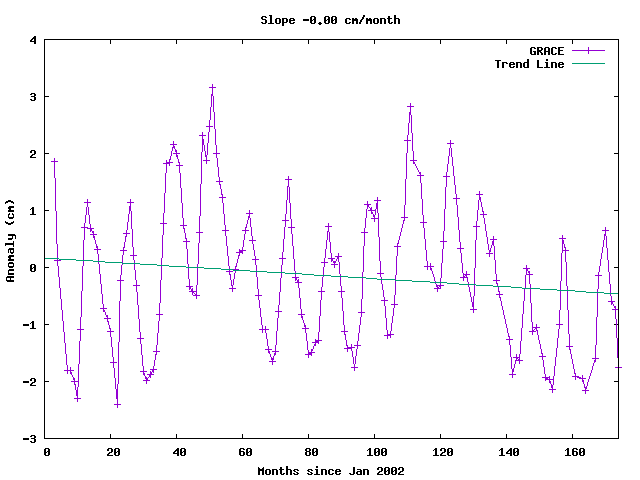 Slope -0.00 cm/month
GRACE
Trend Line
4
3
2
1
0
-1
-2
-3
Anomaly (cm)
0 20 40 60 80 100 120 140 160
Months since Jan 2002